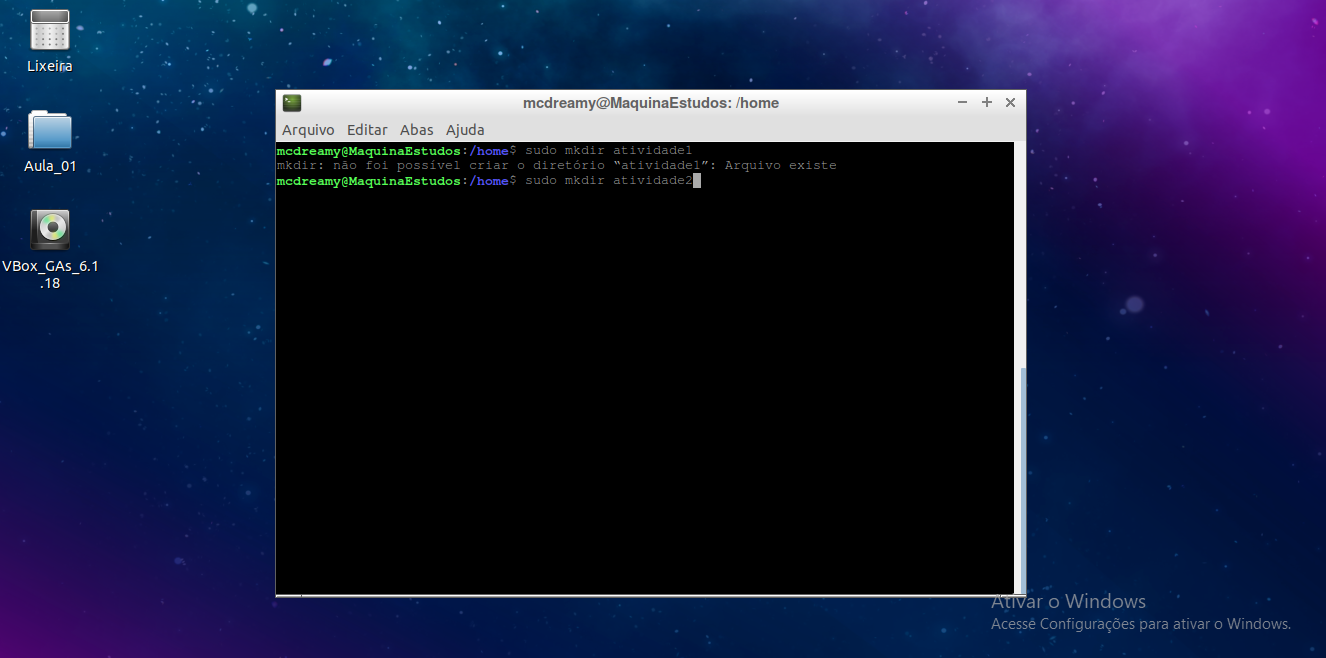 Lixeira
Aula_01
VBox_GAs_6.1
.18
mcdreamy@MaquinaEstudos: /home
Arquivo Editar Abas Ajuda
mcdreamy@MaquinaEstudos:/home$ sudo mkdir atividade1
mkdir: não foi possível criar o diretório “atividade1”: Arquivo existe
mcdreamy@MaquinaEstudos:/home$ sudo mkdir atividade2
Ativar o Windows
Acesse Configurações para ativar o Windows.